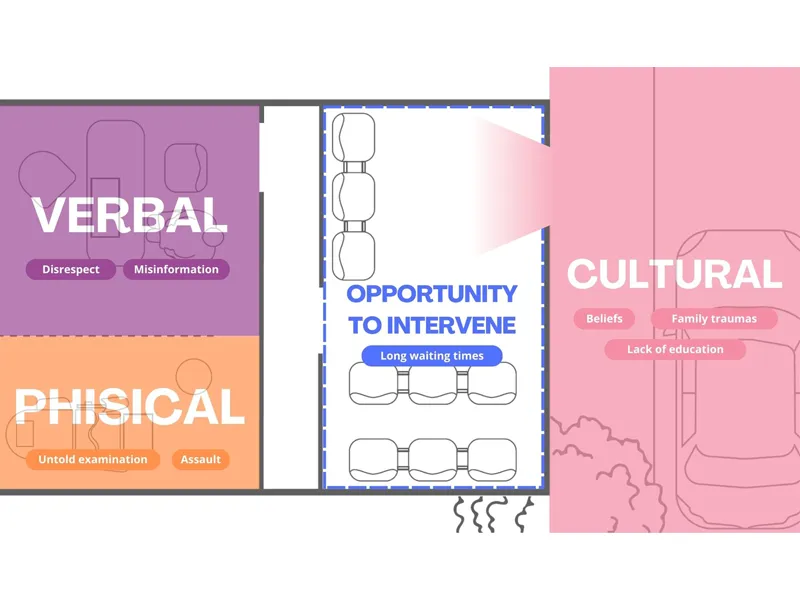 VERBAL
Disrespect
Misinformation
PHISICAL
Untold examination
Assault
OPPORTUNITY
TO INTERVENE
Long waiting times
CULTURAL
Beliefs
Family traumas
Lack of education